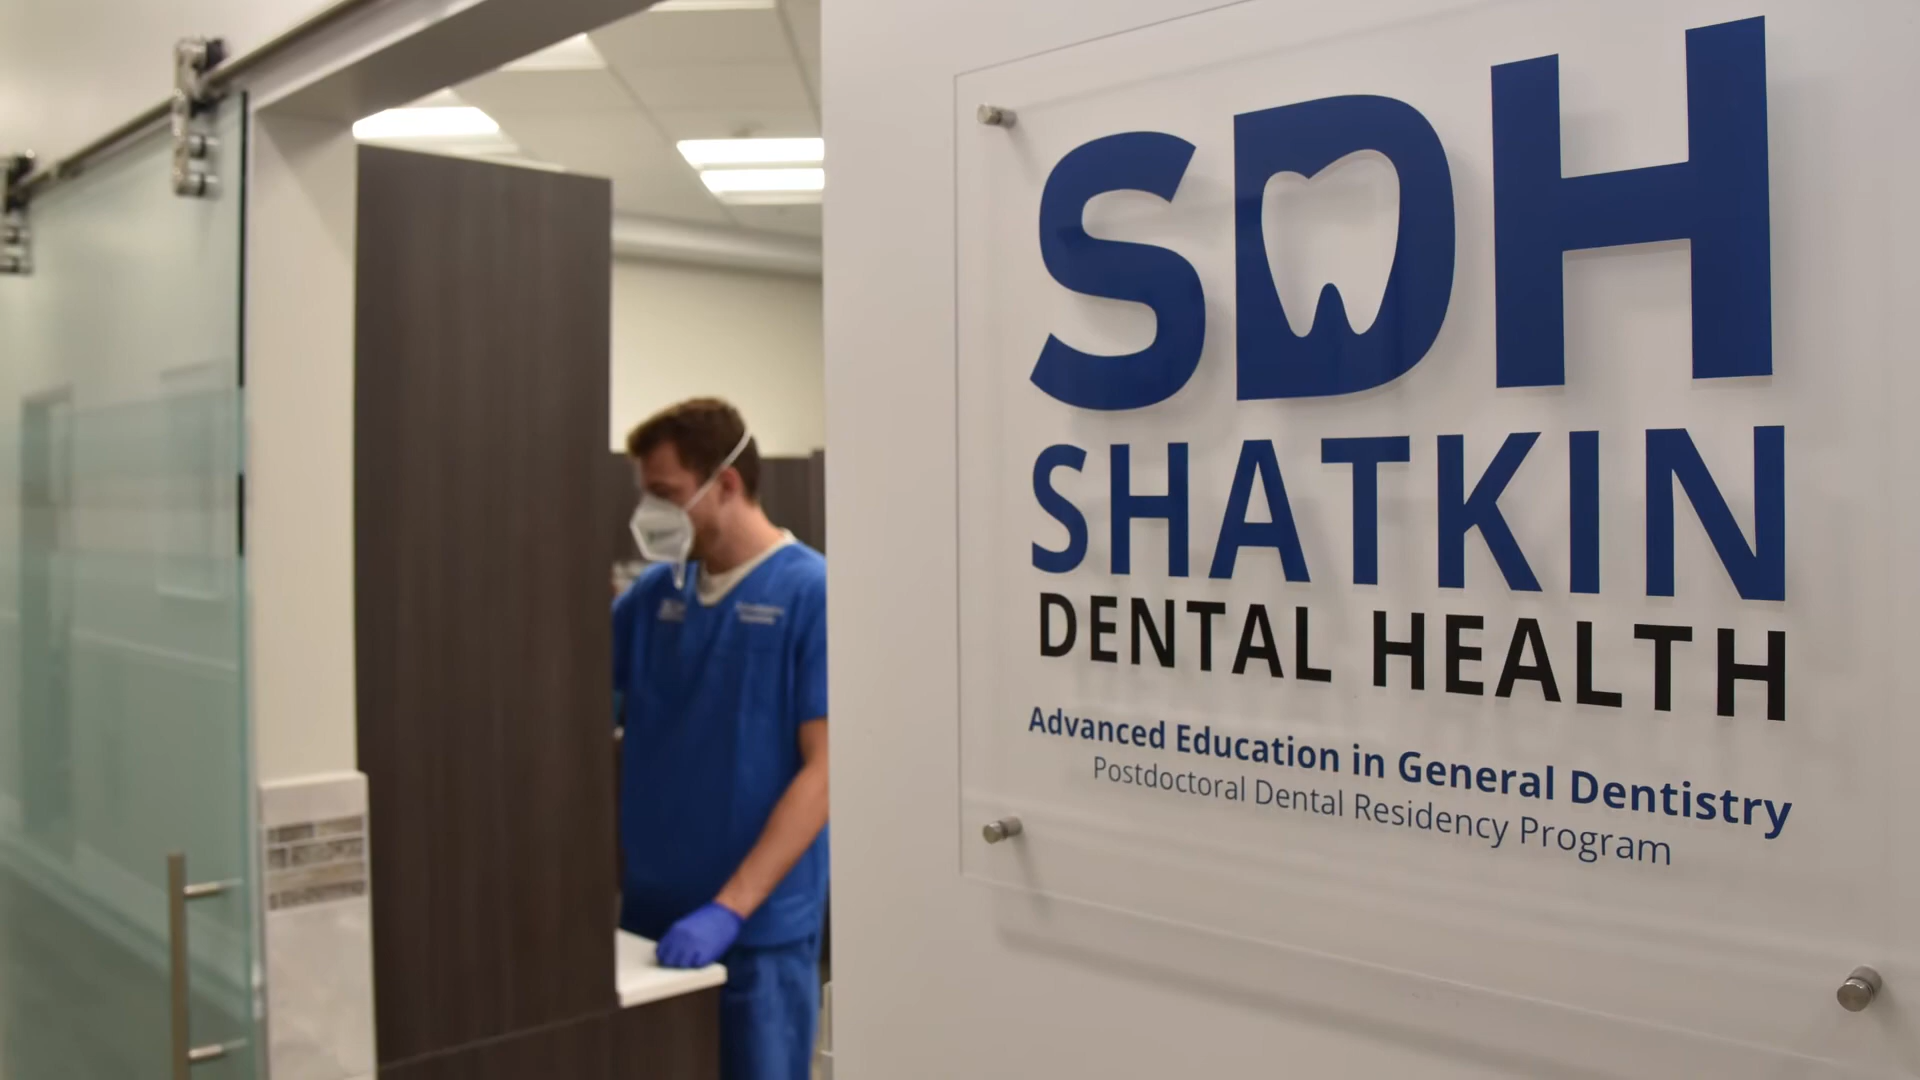 SDH
SHATKIN
DENTAL HEALTH
Advanced Education in General Dentistry
Postdoctoral Dental Residency Program